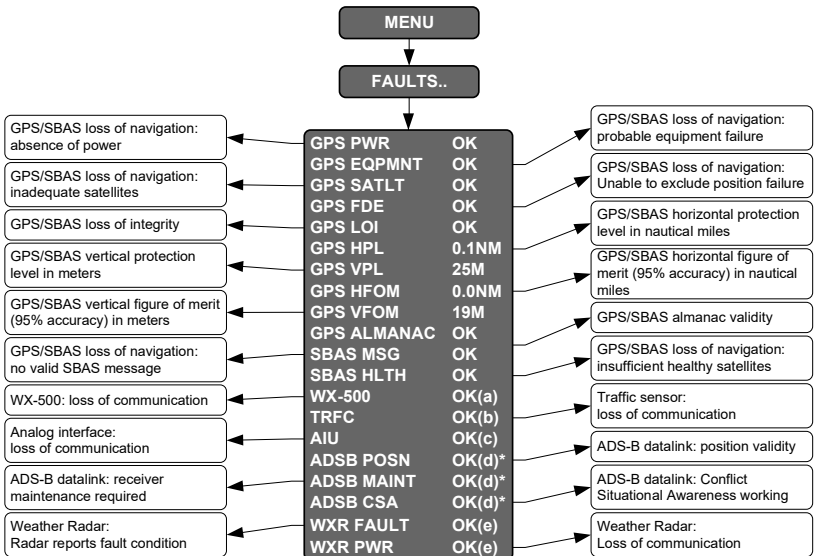 MENU
FAULTS..
GPS/SBAS loss of navigation:
absence of power
GPS/SBAS loss of navigation:
inadequate satellites
GPS/SBAS loss of integrity
GPS/SBAS vertical protection
level in meters
GPS/SBAS vertical figure of merit
(95% accuracy) in meters
GPS/SBAS loss of navigation:
no valid SBAS message
WX-500: loss of communication
Analog interface:
loss of communication
ADS-B datalink: receiver
maintenance required
Weather Radar:
Radar reports fault condition
GPS PWR OK
GPS EQPMNT OK
GPS SATLT OK
GPS FDE OK
GPS LOI OK
GPS HPL 0.1NM
GPS VPL 25M
GPS HFOM 0.0NM
GPS VFOM 19M
GPS ALMANAC OK
SBAS MSG OK
SBAS HLTH OK
WX-500 OK(a)
TRFC OK(b)
AIU OK(c)
ADSB POSN OK(d)*
ADSB MAINT OK(d)*
ADSB CSA OK(d)*
WXR FAULT OK(e)
WXR PWR OK(e)
GPS/SBAS loss of navigation:
probable equipment failure
GPS/SBAS loss of navigation:
Unable to exclude position failure
GPS/SBAS horizontal protection
level in nautical miles
GPS/SBAS horizontal figure of
merit (95% accuracy) in nautical
miles
GPS/SBAS almanac validity
GPS/SBAS loss of navigation:
insufficient healthy satellites
Traffic sensor:
loss of communication
ADS-B datalink: position validity
ADS-B datalink: Conflict
Situational Awareness working
Weather Radar:
Loss of communication